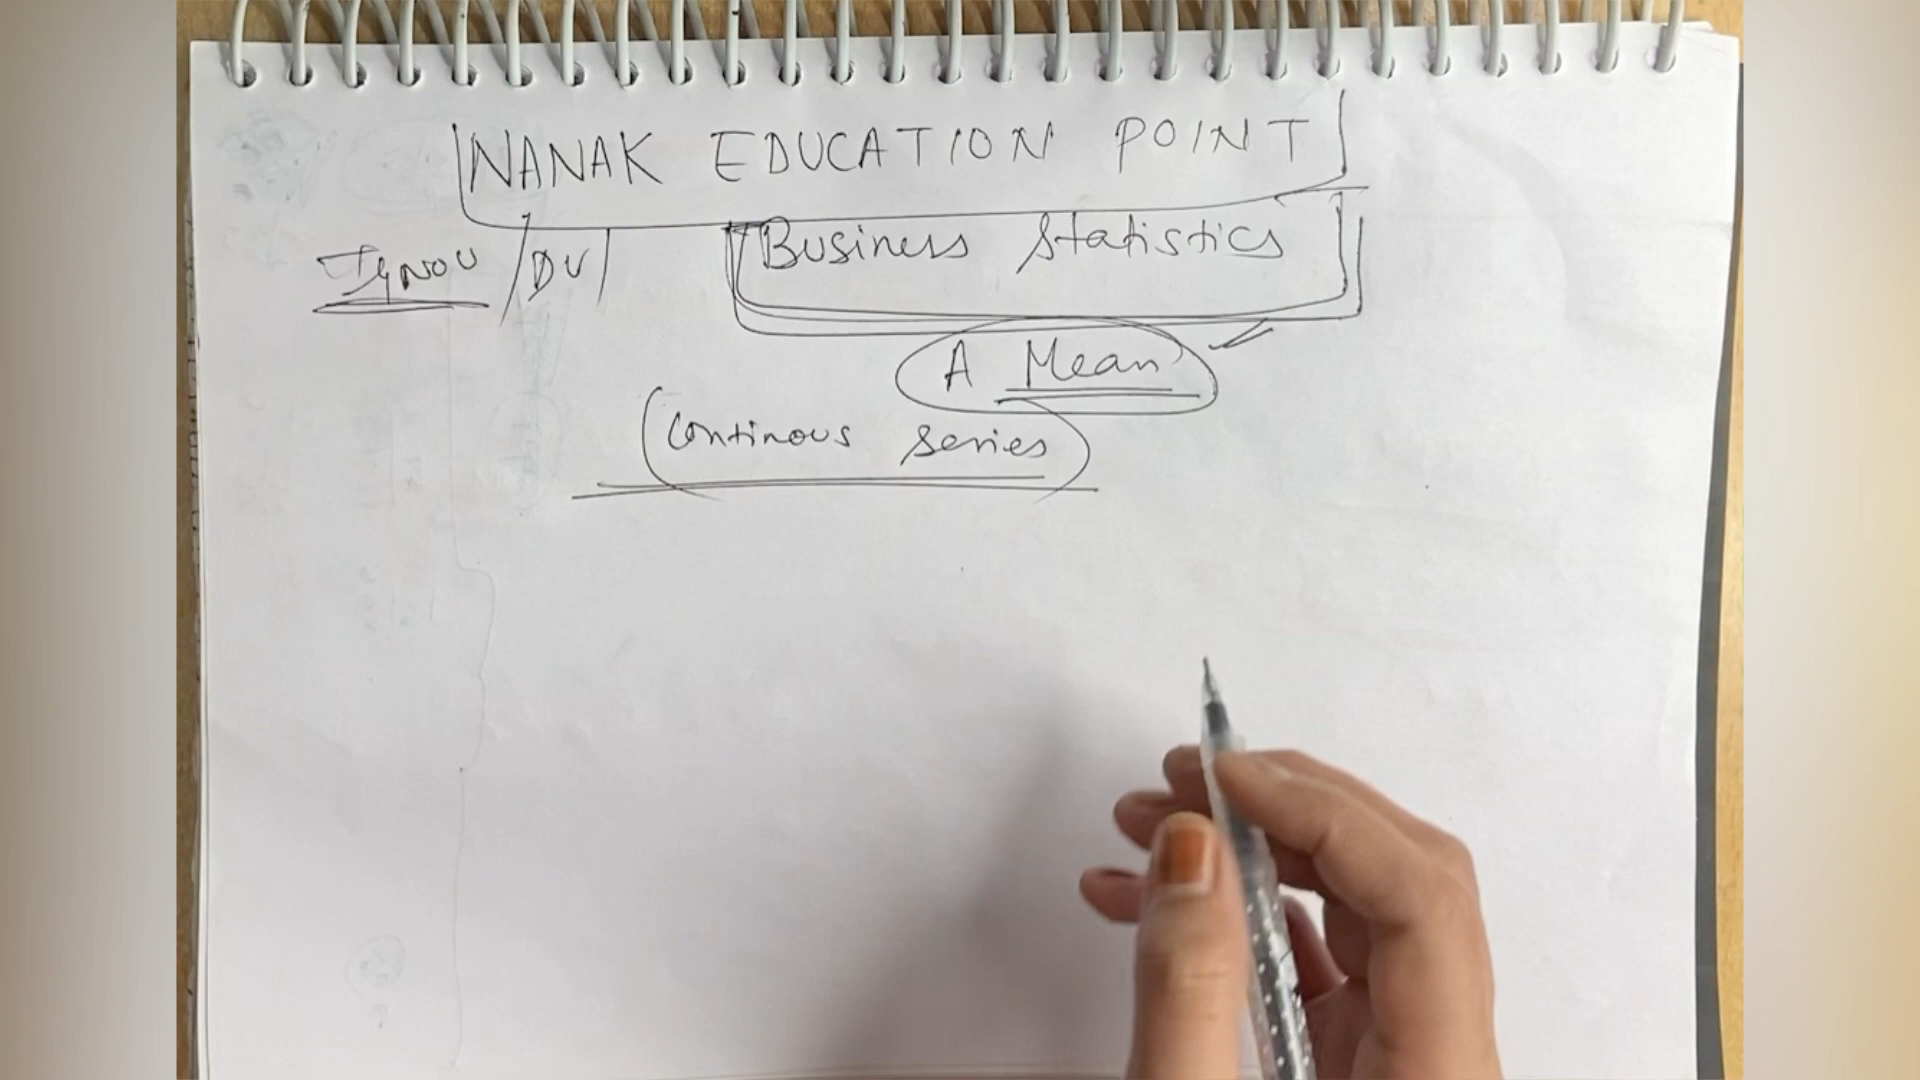 NANAK EDUCATION POINT
IGNOU / DU / Business Statistics
A Mean
Continous series